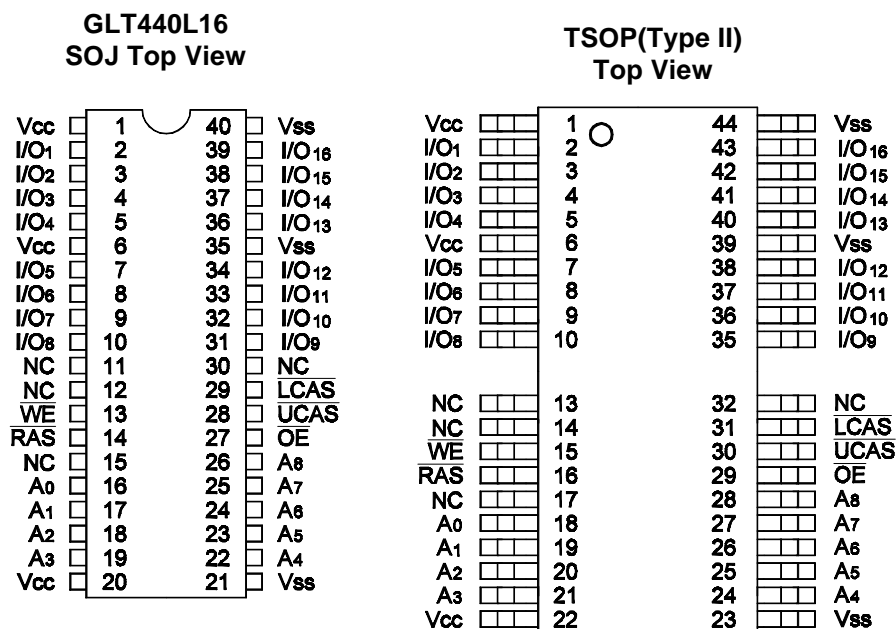 GLT440L16
SOJ Top View
Vcc 1 40 Vss
I/O1 2 39 I/O16
I/O2 3 38 I/O15
I/O3 4 37 I/O14
I/O4 5 36 I/O13
Vcc 6 35 Vss
I/O5 7 34 I/O12
I/O6 8 33 I/O11
I/O7 9 32 I/O10
I/O8 10 31 I/O9
NC 11 30 NC
NC 12 29 LCAS
WE 13 28 UCAS
RAS 14 27 OE
NC 15 26 A8
A0 16 25 A7
A1 17 24 A6
A2 18 23 A5
A3 19 22 A4
Vcc 20 21 Vss
TSOP(Type II)
Top View
Vcc 1 44 Vss
I/O1 2 43 I/O16
I/O2 3 42 I/O15
I/O3 4 41 I/O14
I/O4 5 40 I/O13
Vcc 6 39 Vss
I/O5 7 38 I/O12
I/O6 8 37 I/O11
I/O7 9 36 I/O10
I/O8 10 35 I/O9
NC 13 32 NC
NC 14 31 LCAS
WE 15 30 UCAS
RAS 16 29 OE
NC 17 28 A8
A0 18 27 A7
A1 19 26 A6
A2 20 25 A5
A3 21 24 A4
Vcc 22 23 Vss